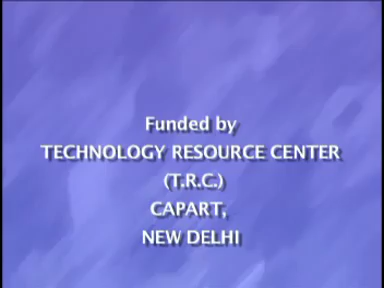 Funded by
TECHNOLOGY RESOURCE CENTER
(T.R.C.)
CAPART,
NEW DELHI